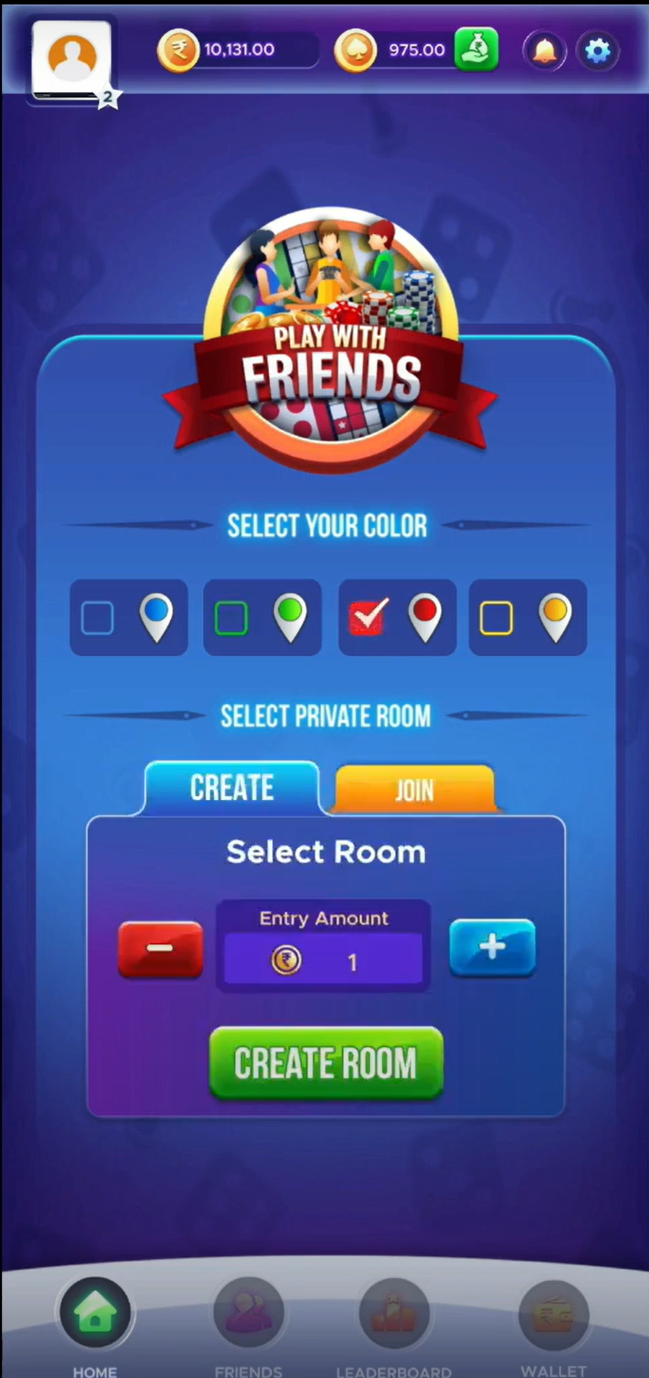 10,131.00
975.00
2
PLAY WITH
FRIENDS
SELECT YOUR COLOR
SELECT PRIVATE ROOM
CREATE
JOIN
Select Room
Entry Amount
₹ 1
CREATE ROOM
HOME
FRIENDS
LEADERBOARD
WALLET